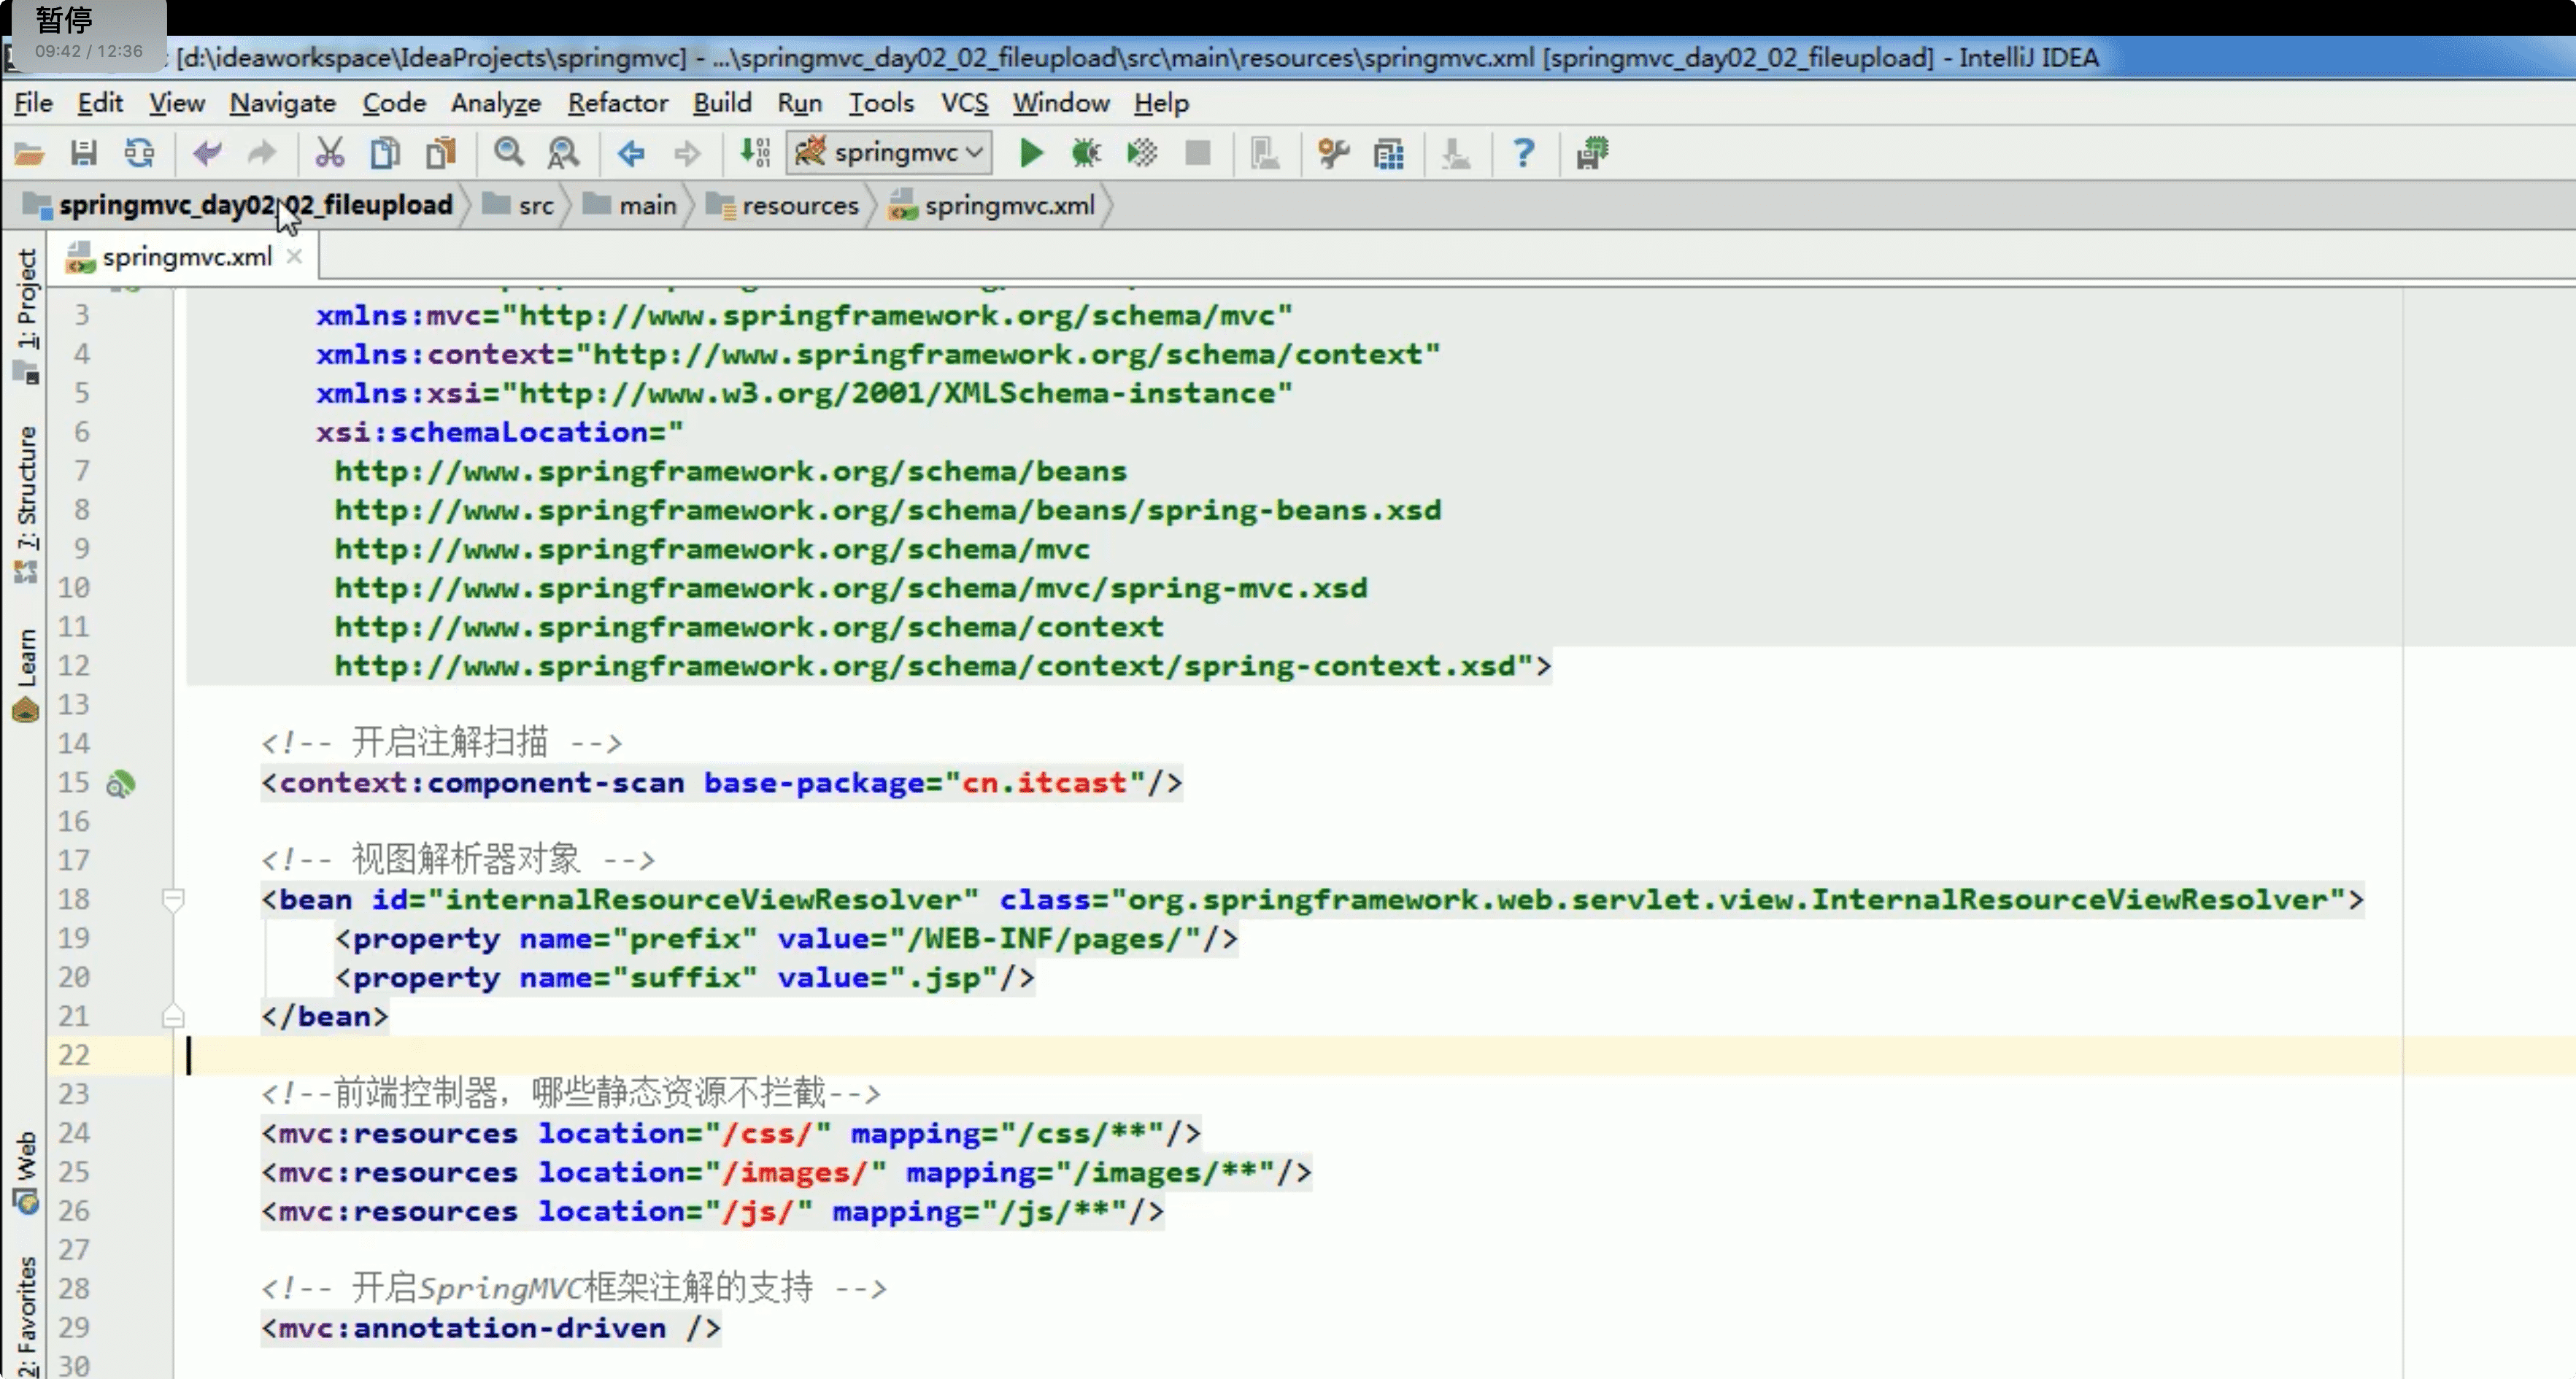 暂停
09:42 / 12:36
[d:\ideaworkspace\IdeaProjects\springmvc] - ...\springmvc_day02_02_fileupload\src\main\resources\springmvc.xml [springmvc_day02_02_fileupload] - IntelliJ IDEA
File Edit View Navigate Code Analyze Refactor Build Run Tools VCS Window Help
springmvc
springmvc_day02_02_fileupload src main resources springmvc.xml
springmvc.xml
1: Project
7: Structure
Learn
Web
2: Favorites
3 xmlns:mvc="http://www.springframework.org/schema/mvc"
4 xmlns:context="http://www.springframework.org/schema/context"
5 xmlns:xsi="http://www.w3.org/2001/XMLSchema-instance"
6 xsi:schemaLocation="
7 http://www.springframework.org/schema/beans
8 http://www.springframework.org/schema/beans/spring-beans.xsd
9 http://www.springframework.org/schema/mvc
10 http://www.springframework.org/schema/mvc/spring-mvc.xsd
11 http://www.springframework.org/schema/context
12 http://www.springframework.org/schema/context/spring-context.xsd">
13
14 <!-- 开启注解扫描 -->
15 <context:component-scan base-package="cn.itcast"/>
16
17 <!-- 视图解析器对象 -->
18 <bean id="internalResourceViewResolver" class="org.springframework.web.servlet.view.InternalResourceViewResolver">
19 <property name="prefix" value="/WEB-INF/pages/"/>
20 <property name="suffix" value=".jsp"/>
21 </bean>
22
23 <!--前端控制器，哪些静态资源不拦截-->
24 <mvc:resources location="/css/" mapping="/css/**"/>
25 <mvc:resources location="/images/" mapping="/images/**"/>
26 <mvc:resources location="/js/" mapping="/js/**"/>
27
28 <!-- 开启SpringMVC框架注解的支持 -->
29 <mvc:annotation-driven />
30